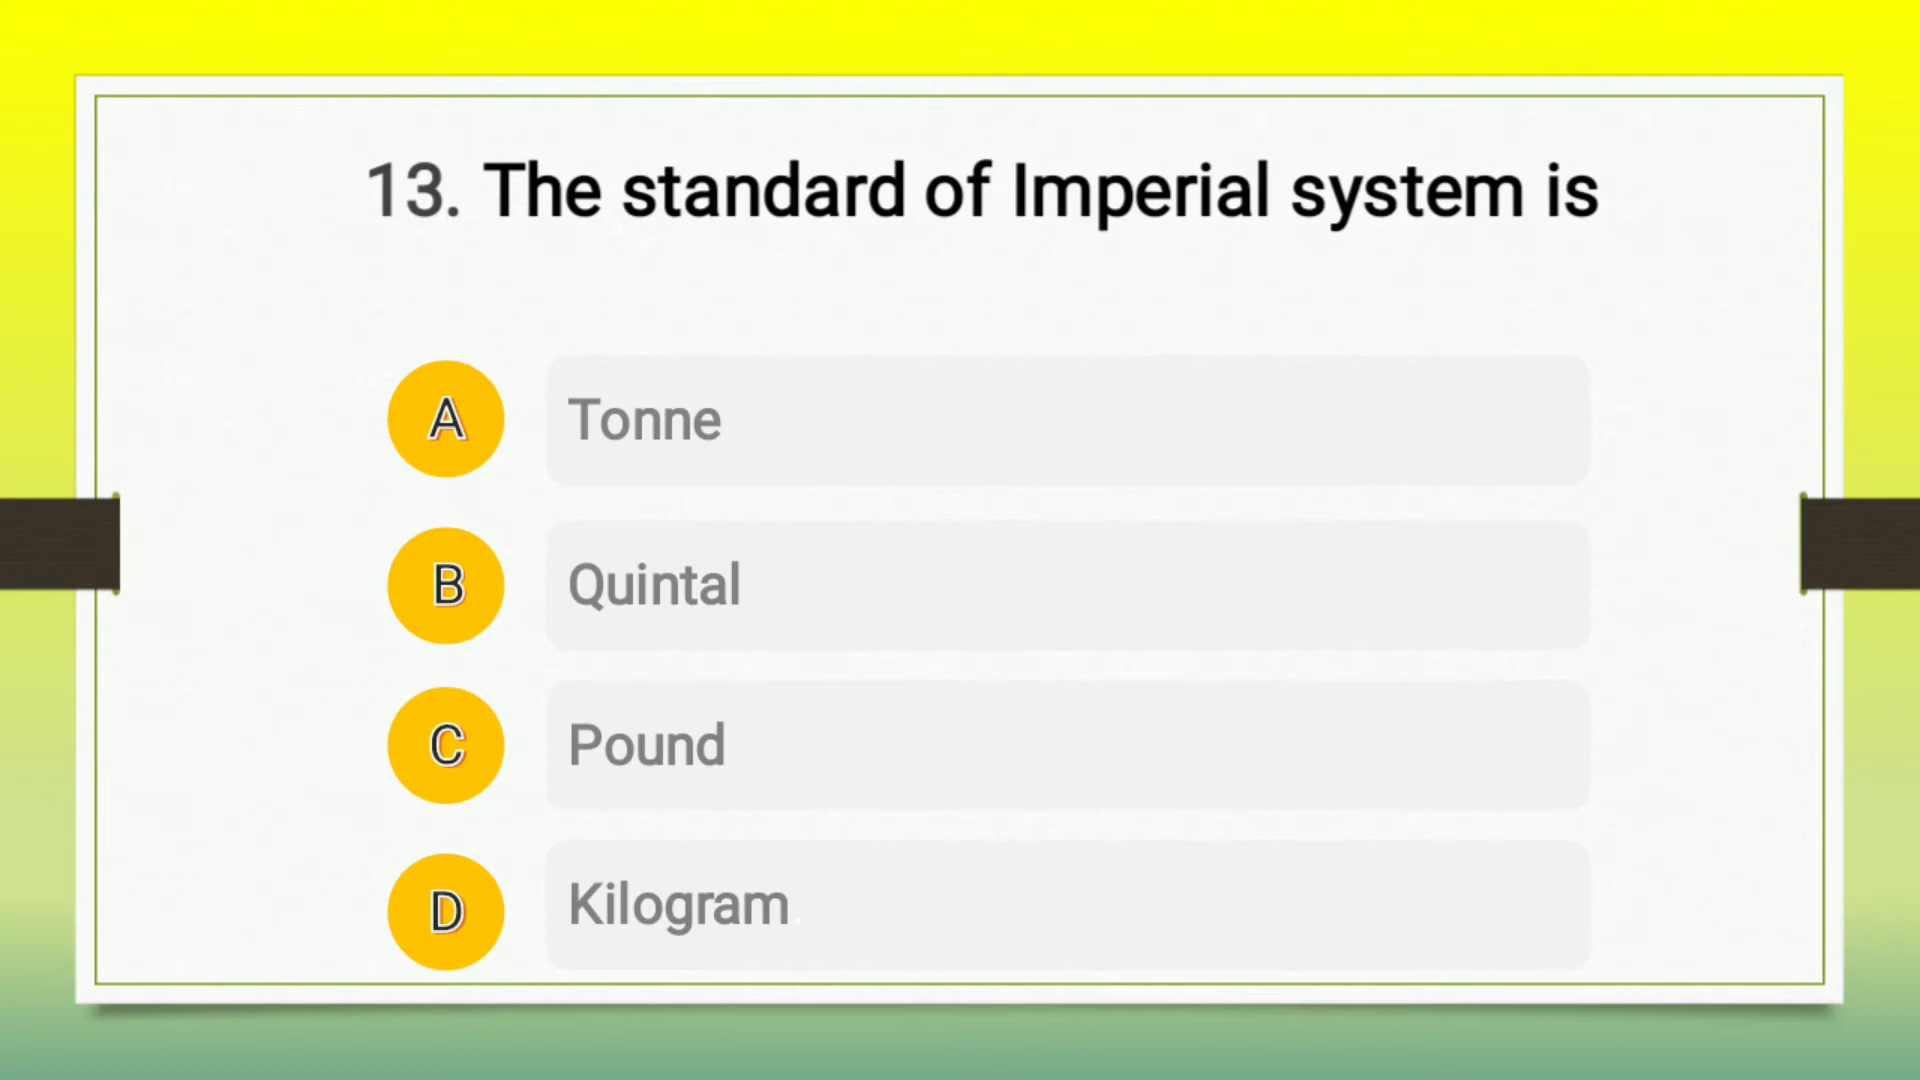 13. The standard of Imperial system is
A Tonne
B Quintal
C Pound
D Kilogram.